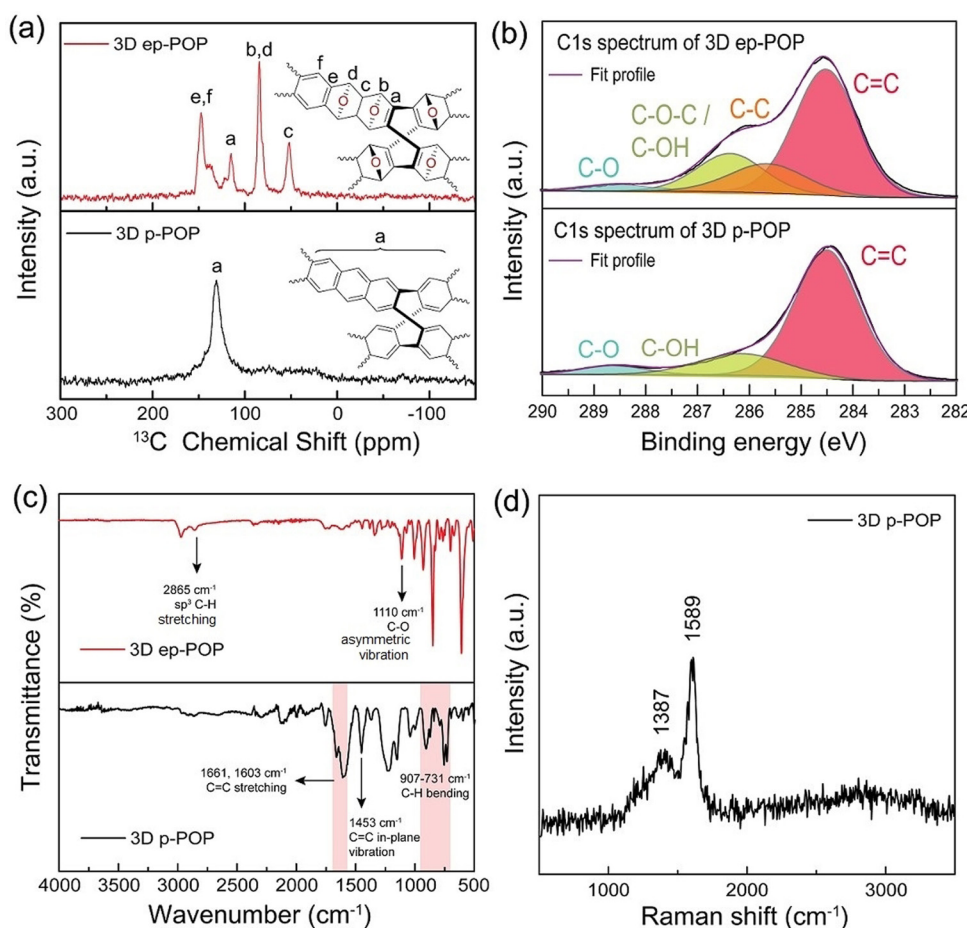 (a)
3D ep-POP
e,f
a
b,d
c
f
e
d
c
b
a
O
O
O
O
3D p-POP
a
a
Intensity (a.u.)
300
200
100
0
-100
¹³C Chemical Shift (ppm)
(b)
C1s spectrum of 3D ep-POP
Fit profile
C=C
C-O-C /
C-OH
C-C
C-O
C1s spectrum of 3D p-POP
Fit profile
C=C
C-O
C-OH
Intensity (a.u.)
290
289
288
287
286
285
284
283
282
Binding energy (eV)
(c)
2865 cm⁻¹
sp³ C-H
stretching
1110 cm⁻¹
C-O
asymmetric
vibration
3D ep-POP
1661, 1603 cm⁻¹
C=C stretching
907-731 cm⁻¹
C-H bending
1453 cm⁻¹
C=C in-plane
vibration
3D p-POP
Transmittance (%)
4000
3500
3000
2500
2000
1500
1000
500
Wavenumber (cm⁻¹)
(d)
3D p-POP
1387
1589
Intensity (a.u.)
1000
2000
3000
Raman shift (cm⁻¹)